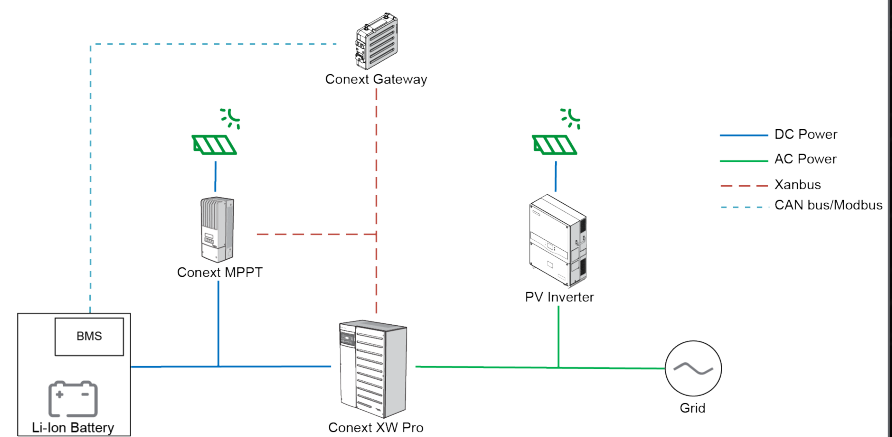 Conext Gateway
DC Power
AC Power
Xanbus
CAN bus/Modbus
Conext MPPT
PV Inverter
BMS
Li-Ion Battery
Conext XW Pro
Grid